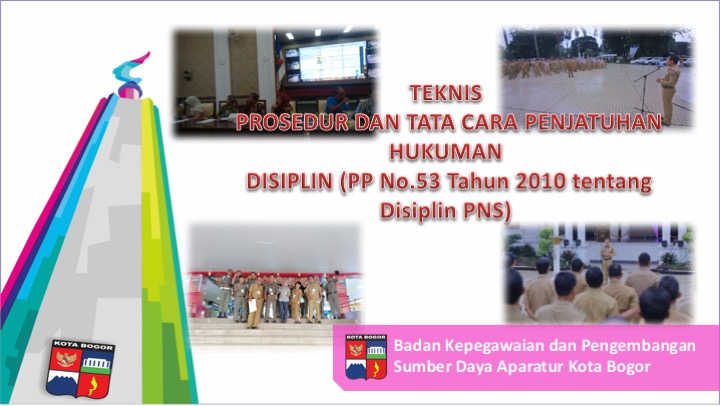 TEKNIS
PROSEDUR DAN TATA CARA PENJATUHAN
HUKUMAN
DISIPLIN (PP No.53 Tahun 2010 tentang
Disiplin PNS)
KOTA BOGOR
KOTA BOGOR
Badan Kepegawaian dan Pengembangan
Sumber Daya Aparatur Kota Bogor